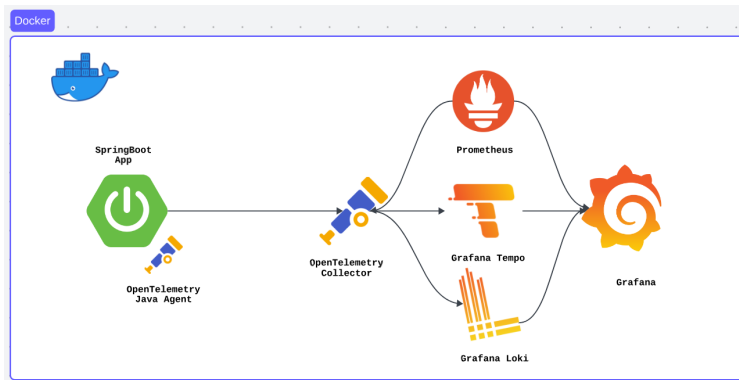 Docker
SpringBoot
App
Prometheus
OpenTelemetry
Collector
Grafana Tempo
Grafana
OpenTelemetry
Java Agent
Grafana Loki